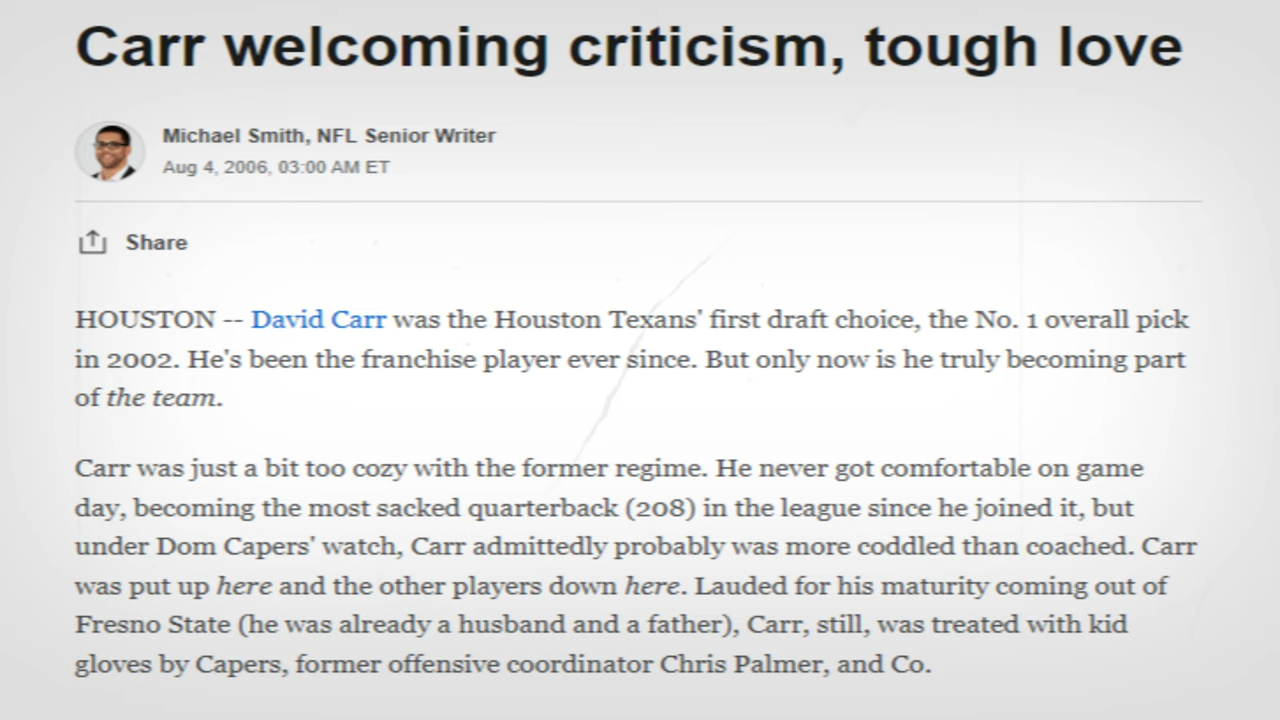 Carr welcoming criticism, tough love
Michael Smith, NFL Senior Writer
Aug 4, 2006, 03:00 AM ET
Share
HOUSTON -- David Carr was the Houston Texans' first draft choice, the No. 1 overall pick
in 2002. He's been the franchise player ever since. But only now is he truly becoming part
of the team.
Carr was just a bit too cozy with the former regime. He never got comfortable on game
day, becoming the most sacked quarterback (208) in the league since he joined it, but
under Dom Capers' watch, Carr admittedly probably was more coddled than coached. Carr
was put up here and the other players down here. Lauded for his maturity coming out of
Fresno State (he was already a husband and a father), Carr, still, was treated with kid
gloves by Capers, former offensive coordinator Chris Palmer, and Co.